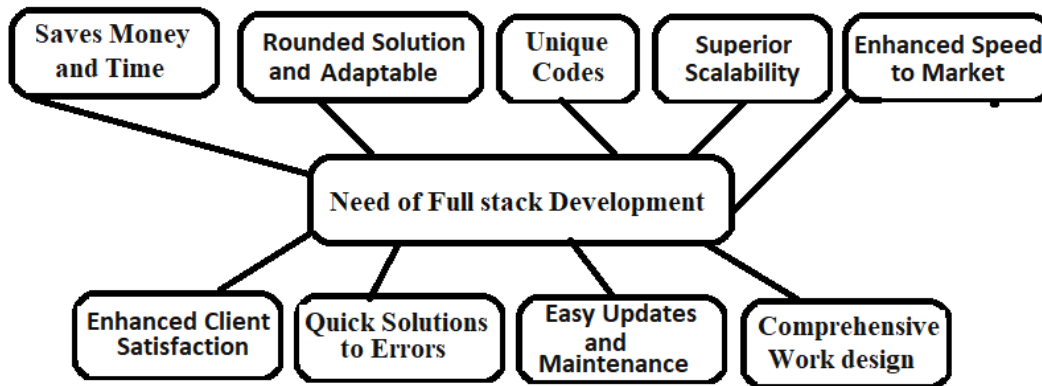 Saves Money
and Time
Rounded Solution
and Adaptable
Unique
Codes
Superior
Scalability
Enhanced Speed
to Market
Need of Full stack Development
Enhanced Client
Satisfaction
Quick Solutions
to Errors
Easy Updates
and
Maintenance
Comprehensive
Work design